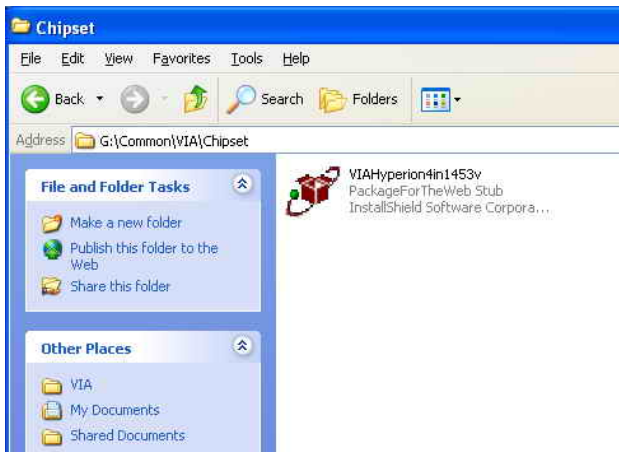 Chipset
File Edit View Favorites Tools Help
Back Search Folders
Address G:\Common\VIA\Chipset
File and Folder Tasks
Make a new folder
Publish this folder to the
Web
Share this folder
Other Places
VIA
My Documents
Shared Documents
VIAHyperion4in1453v
PackageForTheWeb Stub
InstallShield Software Corpora...